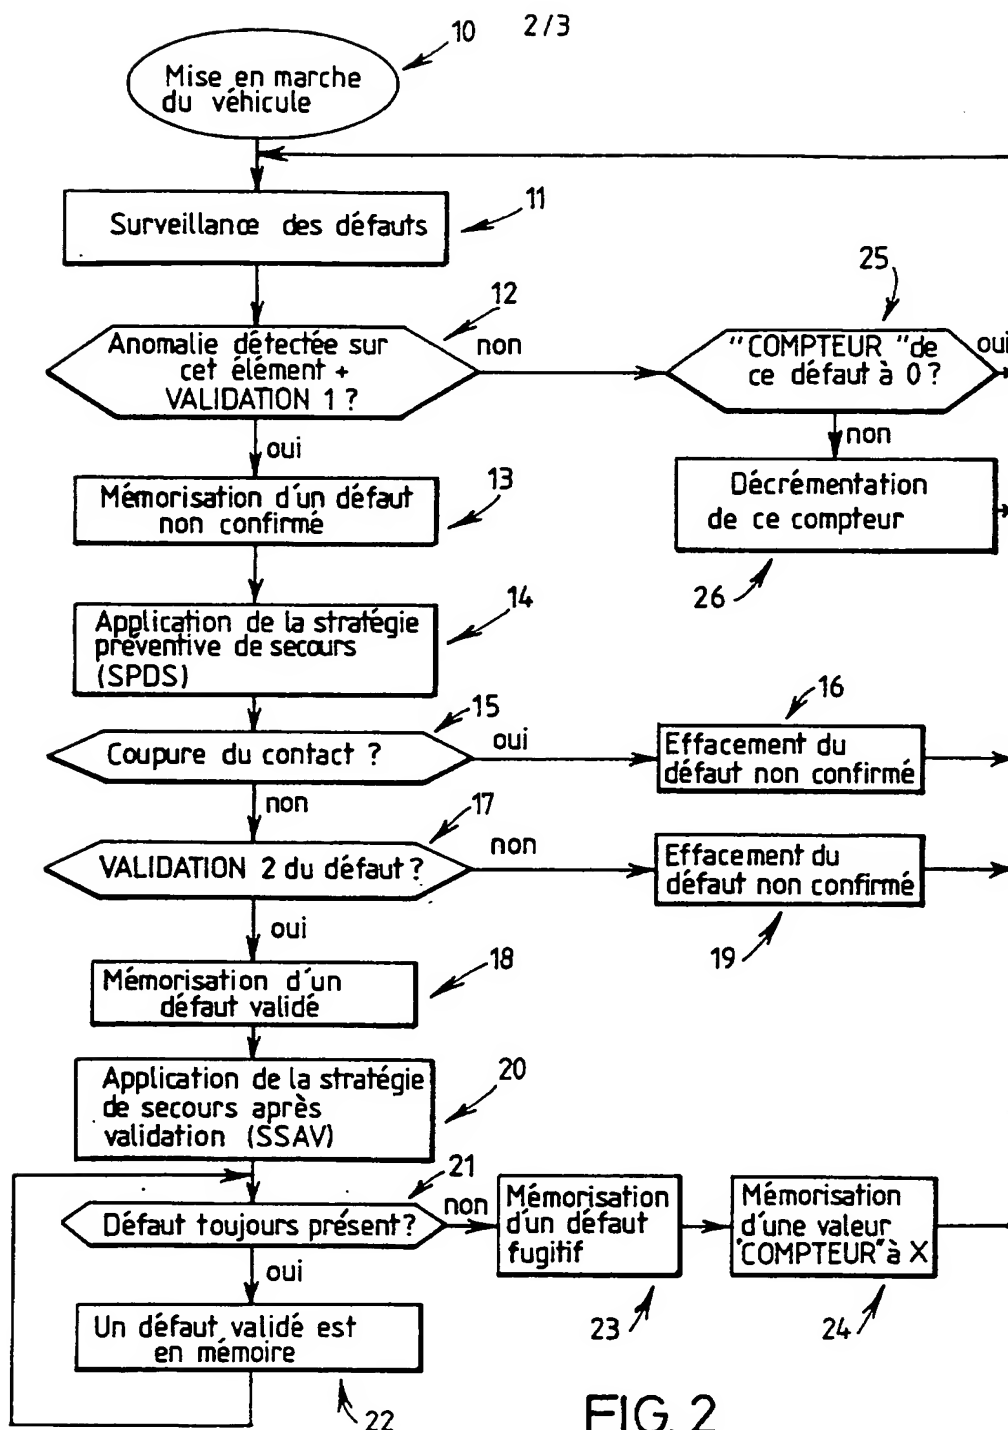 10
2/3
Mise en marche
du véhicule
11
Surveillance des défauts
12
Anomalie détectée sur
cet élément +
VALIDATION 1 ?
non
25
"COMPTEUR "de
ce défaut à 0 ?
oui
oui
non
13
Mémorisation d'un défaut
non confirmé
Décrémentation
de ce compteur
26
14
Application de la stratégie
préventive de secours
(SPDS)
15
Coupure du contact ?
oui
16
Effacement du
défaut non confirmé
non
17
VALIDATION 2 du défaut ?
non
Effacement du
défaut non confirmé
19
oui
18
Mémorisation d'un
défaut validé
20
Application de la stratégie
de secours après
validation (SSAV)
21
Défaut toujours présent ?
non
Mémorisation
d'un défaut
fugitif
23
Mémorisation
d'une valeur
"COMPTEUR" à X
24
oui
Un défaut validé est
en mémoire
22
FIG. 2